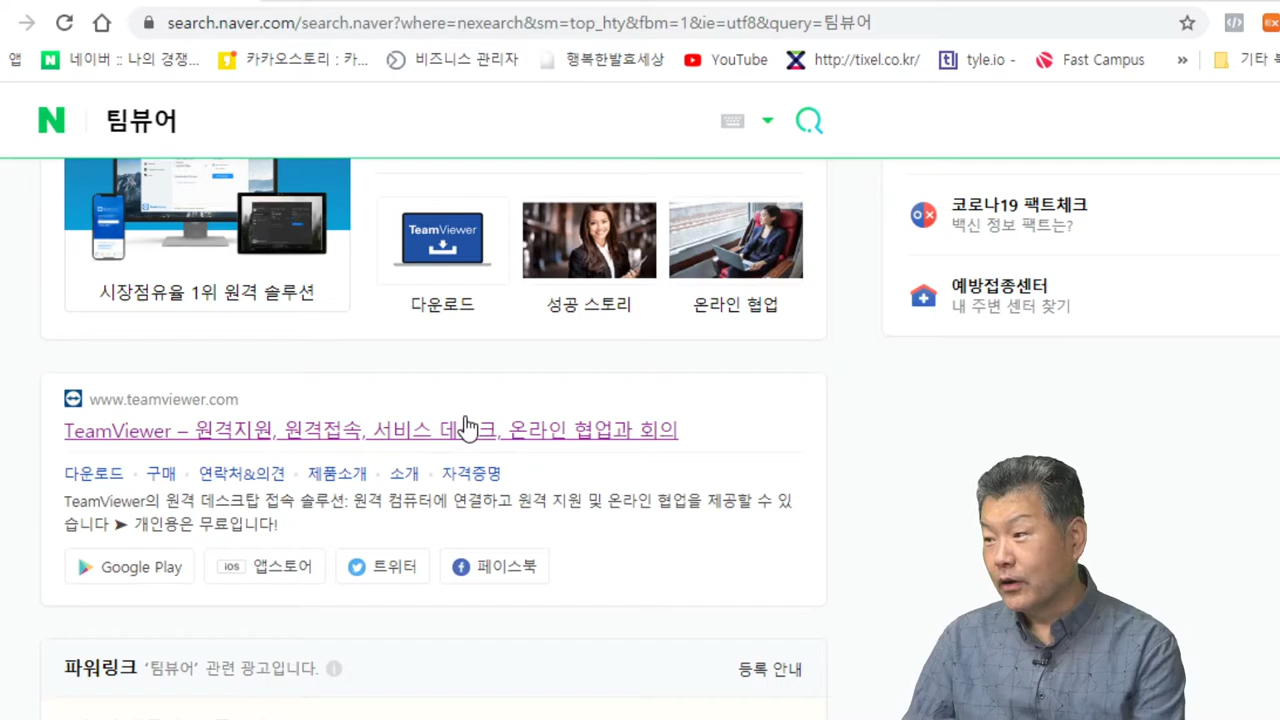 search.naver.com/search.naver?where=nexearch&sm=top_hty&fbm=1&ie=utf8&query=팀뷰어
앱
N
네이버 :: 나의 경쟁...
카카오스토리 : 카...
비즈니스 관리자
행복한발효세상
YouTube
http://tixel.co.kr/
tyle.io -
Fast Campus
»
기타
N
팀뷰어
시장점유율 1위 원격 솔루션
TeamViewer
다운로드
성공 스토리
온라인 협업
코로나19 팩트체크
백신 정보 팩트는?
예방접종센터
내 주변 센터 찾기
www.teamviewer.com
TeamViewer – 원격지원, 원격접속, 서비스 데스크, 온라인 협업과 회의
다운로드 · 구매 · 연락처&의견 · 제품소개 · 소개 · 자격증명
TeamViewer의 원격 데스크탑 접속 솔루션: 원격 컴퓨터에 연결하고 원격 지원 및 온라인 협업을 제공할 수 있
습니다 ➤ 개인용은 무료입니다!
Google Play
iOS 앱스토어
트위터
페이스북
파워링크 '팀뷰어' 관련 광고입니다.
등록 안내